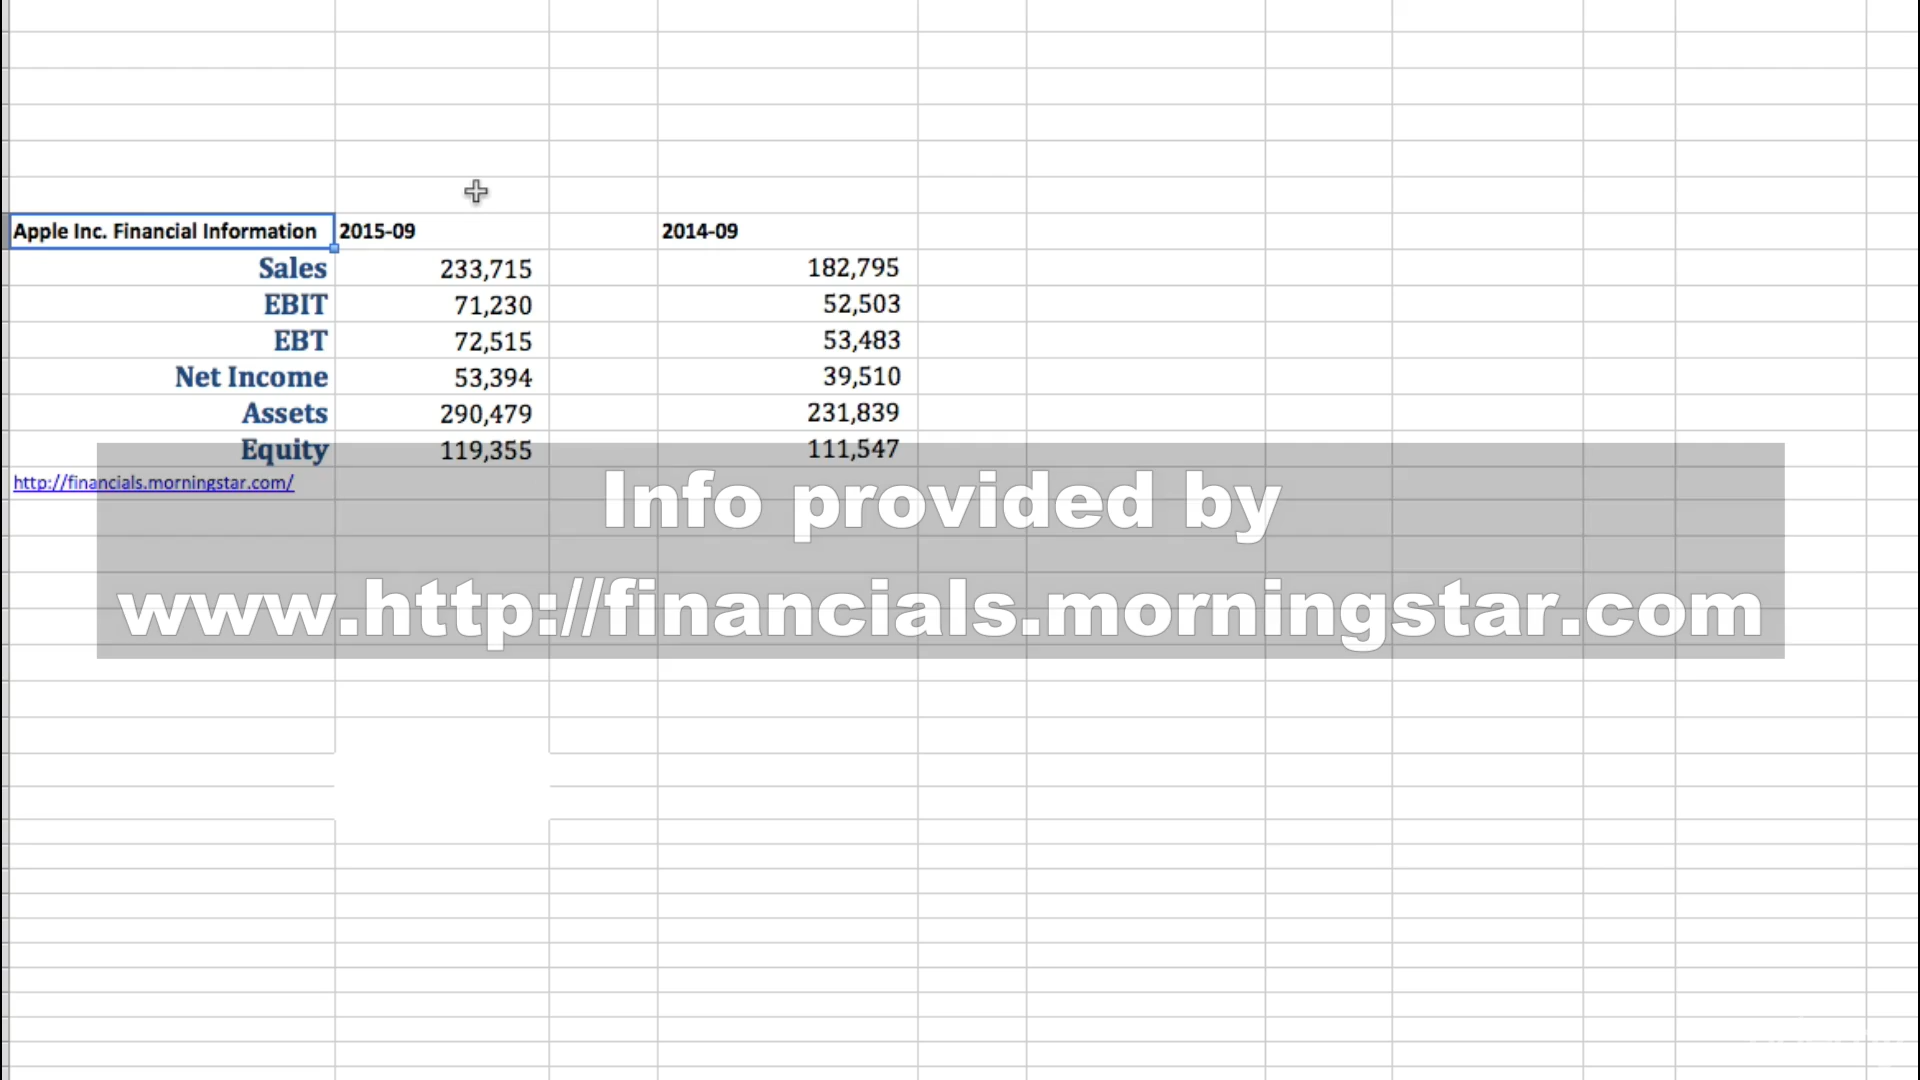 Apple Inc. Financial Information 2015-09 2014-09
Sales 233,715 182,795
EBIT 71,230 52,503
EBT 72,515 53,483
Net Income 53,394 39,510
Assets 290,479 231,839
Equity 119,355 111,547
http://financials.morningstar.com/
Info provided by
www.http://financials.morningstar.com